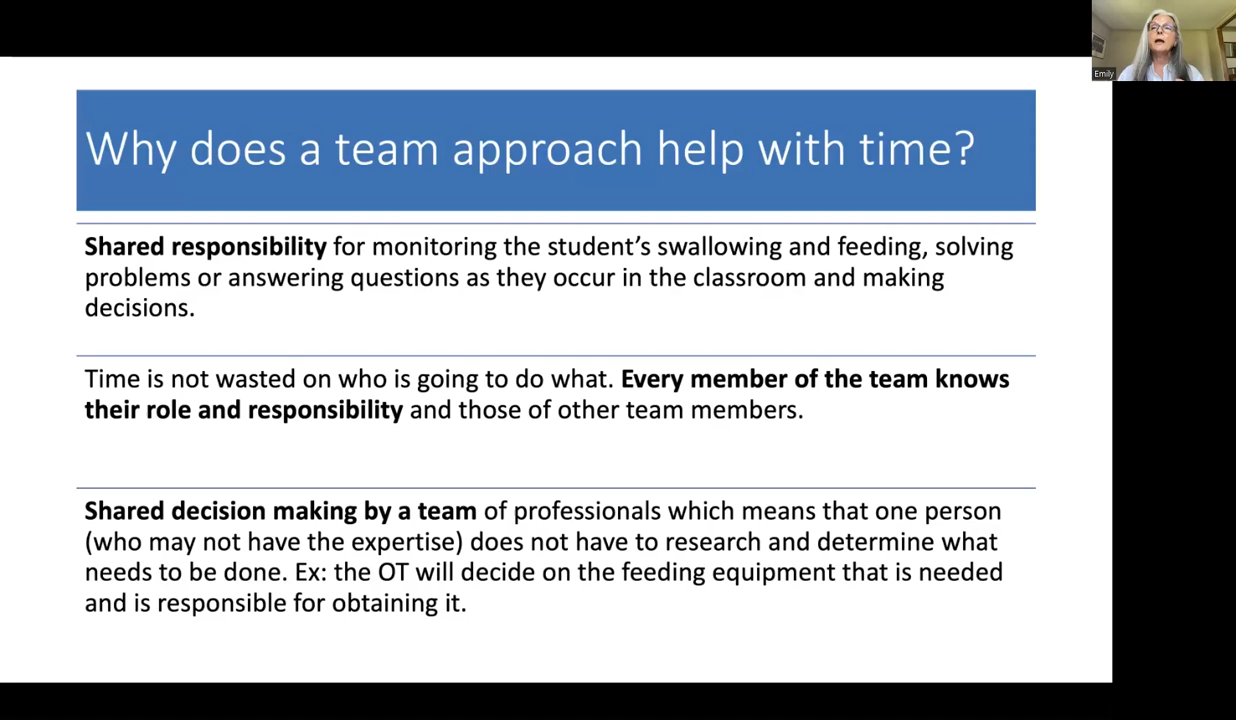 Emily
Why does a team approach help with time?
Shared responsibility for monitoring the student’s swallowing and feeding, solving
problems or answering questions as they occur in the classroom and making
decisions.
Time is not wasted on who is going to do what. Every member of the team knows
their role and responsibility and those of other team members.
Shared decision making by a team of professionals which means that one person
(who may not have the expertise) does not have to research and determine what
needs to be done. Ex: the OT will decide on the feeding equipment that is needed
and is responsible for obtaining it.